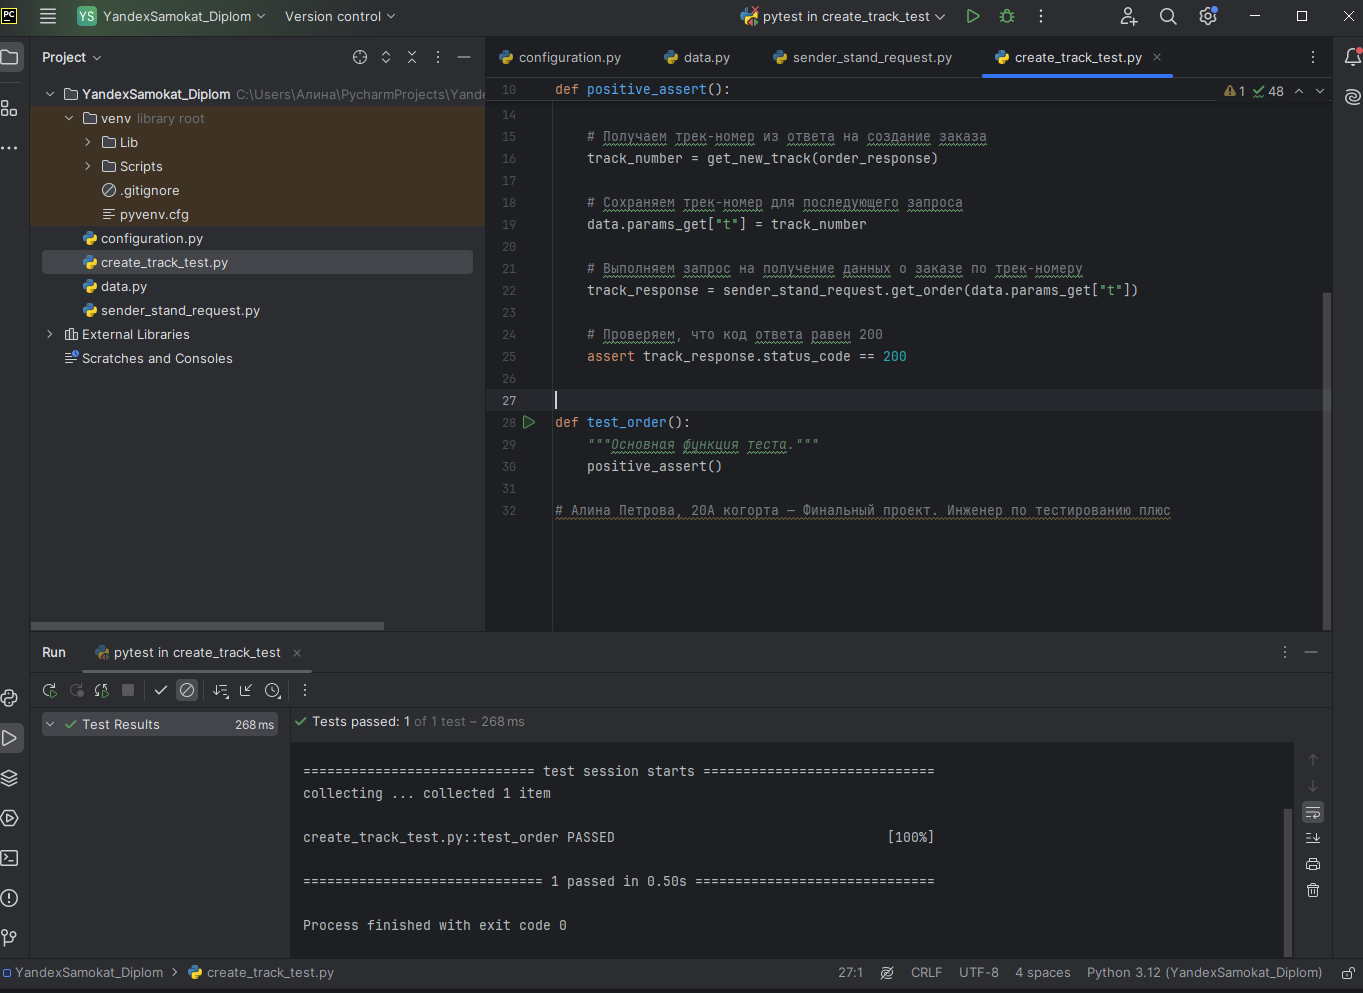 PC
YS YandexSamokat_Diplom
Version control
pytest in create_track_test
Project
configuration.py
data.py
sender_stand_request.py
create_track_test.py
YandexSamokat_Diplom C:\Users\Алина\PycharmProjects\Yande
venv library root
Lib
Scripts
.gitignore
pyvenv.cfg
configuration.py
create_track_test.py
data.py
sender_stand_request.py
External Libraries
Scratches and Consoles
10 def positive_assert():
1 48
14
15 # Получаем трек-номер из ответа на создание заказа
16 track_number = get_new_track(order_response)
17
18 # Сохраняем трек-номер для последующего запроса
19 data.params_get["t"] = track_number
20
21 # Выполняем запрос на получение данных о заказе по трек-номеру
22 track_response = sender_stand_request.get_order(data.params_get["t"])
23
24 # Проверяем, что код ответа равен 200
25 assert track_response.status_code == 200
26
27
28 def test_order():
29 """Основная функция теста."""
30 positive_assert()
31
32 # Алина Петрова, 20А когорта — Финальный проект. Инженер по тестированию плюс
Run
pytest in create_track_test
Test Results 268 ms
Tests passed: 1 of 1 test – 268 ms
============================= test session starts =============================
collecting ... collected 1 item
create_track_test.py::test_order PASSED [100%]
============================== 1 passed in 0.50s ==============================
Process finished with exit code 0
YandexSamokat_Diplom > create_track_test.py
27:1 CRLF UTF-8 4 spaces Python 3.12 (YandexSamokat_Diplom)